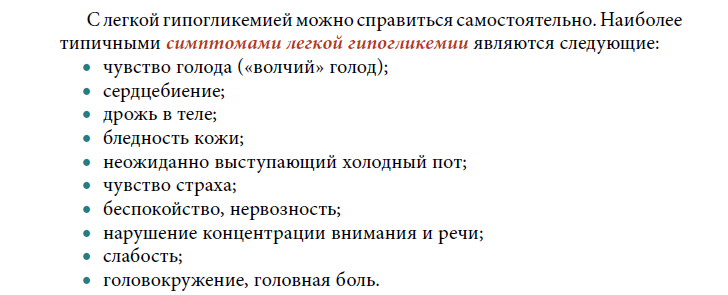 С легкой гипогликемией можно справиться самостоятельно. Наиболее
типичными симптомами легкой гипогликемии являются следующие:
• чувство голода («волчий» голод);
• сердцебиение;
• дрожь в теле;
• бледность кожи;
• неожиданно выступающий холодный пот;
• чувство страха;
• беспокойство, нервозность;
• нарушение концентрации внимания и речи;
• слабость;
• головокружение, головная боль.